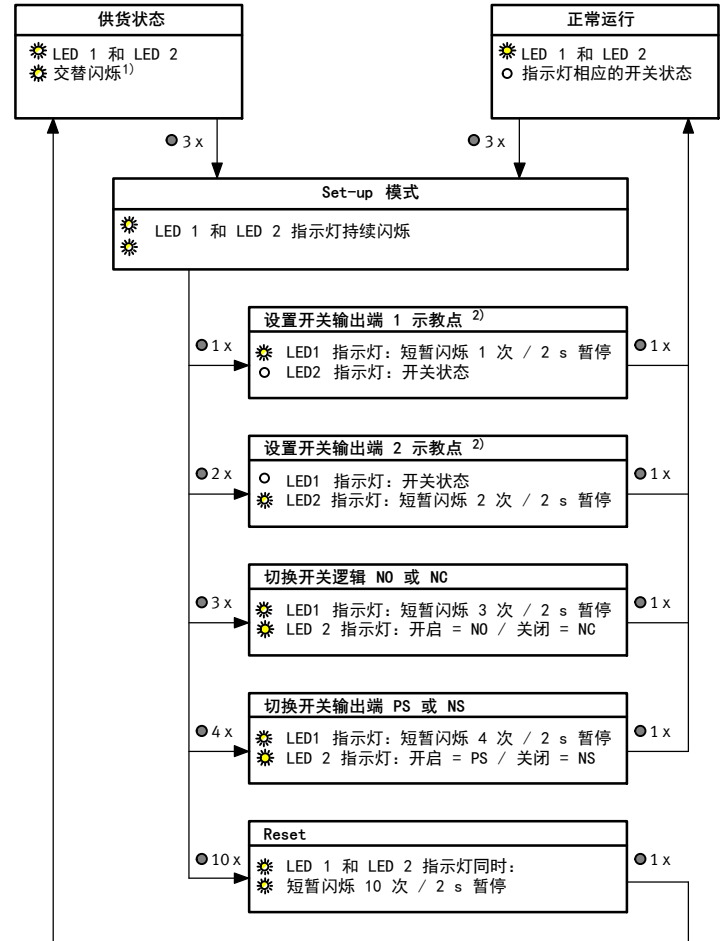 供货状态
LED 1 和 LED 2
交替闪烁1)
正常运行
LED 1 和 LED 2
指示灯相应的开关状态
3 x
3 x
Set-up 模式
LED 1 和 LED 2 指示灯持续闪烁
1 x
设置开关输出端 1 示教点 2)
LED1 指示灯: 短暂闪烁 1 次 / 2 s 暂停
LED2 指示灯: 开关状态
1 x
2 x
设置开关输出端 2 示教点 2)
LED1 指示灯: 开关状态
LED2 指示灯: 短暂闪烁 2 次 / 2 s 暂停
1 x
3 x
切换开关逻辑 NO 或 NC
LED1 指示灯: 短暂闪烁 3 次 / 2 s 暂停
LED 2 指示灯: 开启 = NO / 关闭 = NC
1 x
4 x
切换开关输出端 PS 或 NS
LED1 指示灯: 短暂闪烁 4 次 / 2 s 暂停
LED 2 指示灯: 开启 = PS / 关闭 = NS
1 x
10 x
Reset
LED 1 和 LED 2 指示灯同时:
短暂闪烁 10 次 / 2 s 暂停
1 x